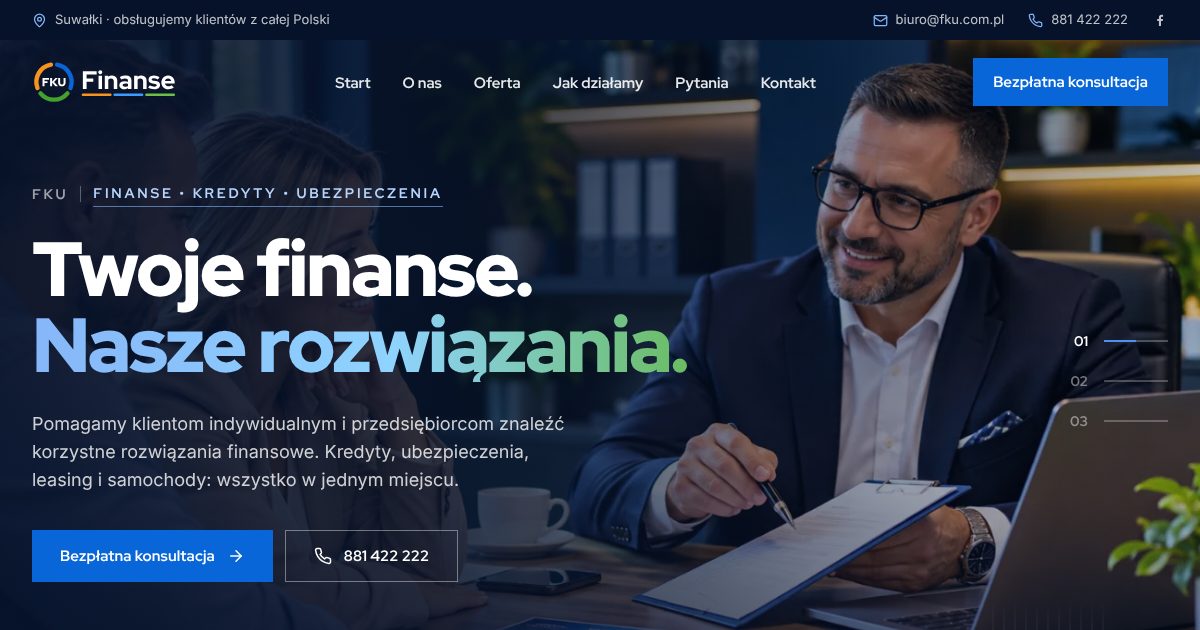 Suwałki · obsługujemy klientów z całej Polski
biuro@fku.com.pl
881 422 222
FKU Finanse
Start
O nas
Oferta
Jak działamy
Pytania
Kontakt
Bezpłatna konsultacja
FKU
FINANSE • KREDYTY • UBEZPIECZENIA
Twoje finanse.
Nasze rozwiązania.
01
02
03
Pomagamy klientom indywidualnym i przedsiębiorcom znaleźć
korzystne rozwiązania finansowe. Kredyty, ubezpieczenia,
leasing i samochody: wszystko w jednym miejscu.
Bezpłatna konsultacja
881 422 222